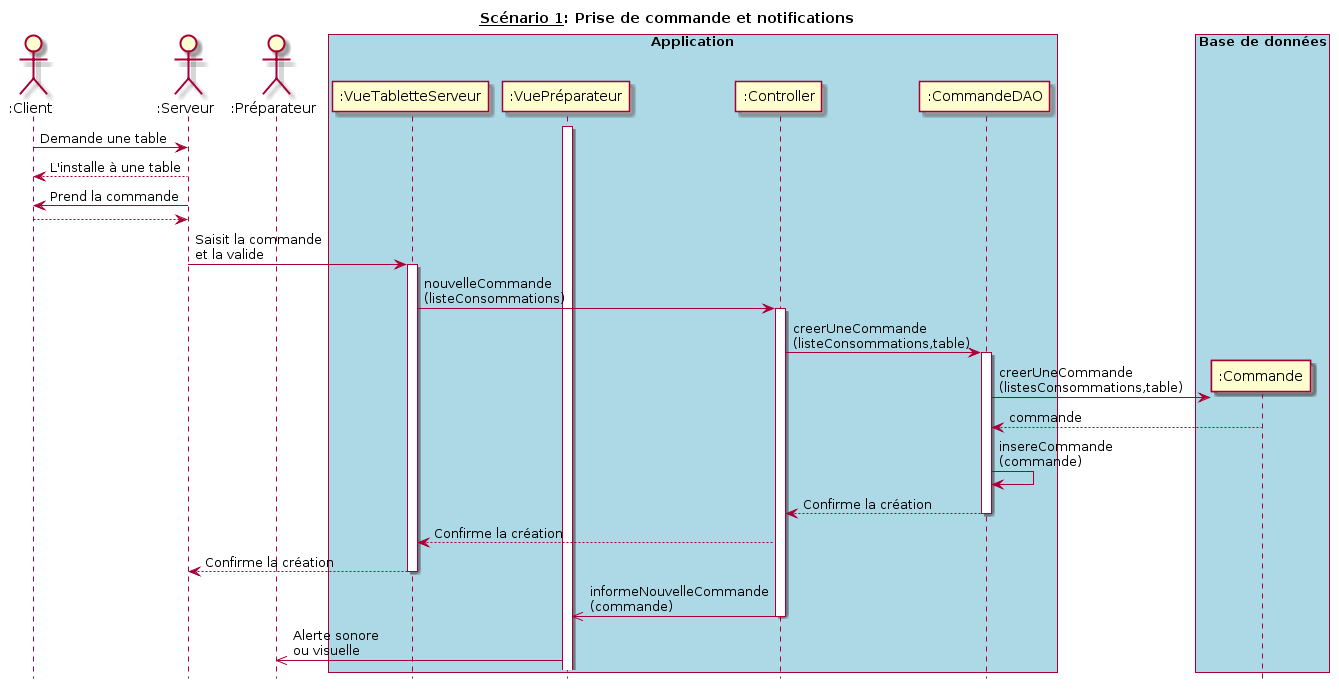 Scénario 1: Prise de commande et notifications
Application
Base de données
:Client
:Serveur
:Préparateur
:VueTabletteServeur
:VuePréparateur
:Controller
:CommandeDAO
Demande une table
L'installe à une table
Prend la commande
Saisit la commande
et la valide
nouvelleCommande
(listeConsommations)
creerUneCommande
(listeConsommations,table)
:Commande
creerUneCommande
(listesConsommations,table)
commande
insereCommande
(commande)
Confirme la création
Confirme la création
Confirme la création
informeNouvelleCommande
(commande)
Alerte sonore
ou visuelle